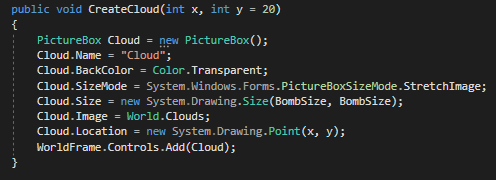 public void CreateCloud(int x, int y = 20)
{
PictureBox Cloud = new PictureBox();
Cloud.Name = "Cloud";
Cloud.BackColor = Color.Transparent;
Cloud.SizeMode = System.Windows.Forms.PictureBoxSizeMode.StretchImage;
Cloud.Size = new System.Drawing.Size(BombSize, BombSize);
Cloud.Image = World.Clouds;
Cloud.Location = new System.Drawing.Point(x, y);
WorldFrame.Controls.Add(Cloud);
}